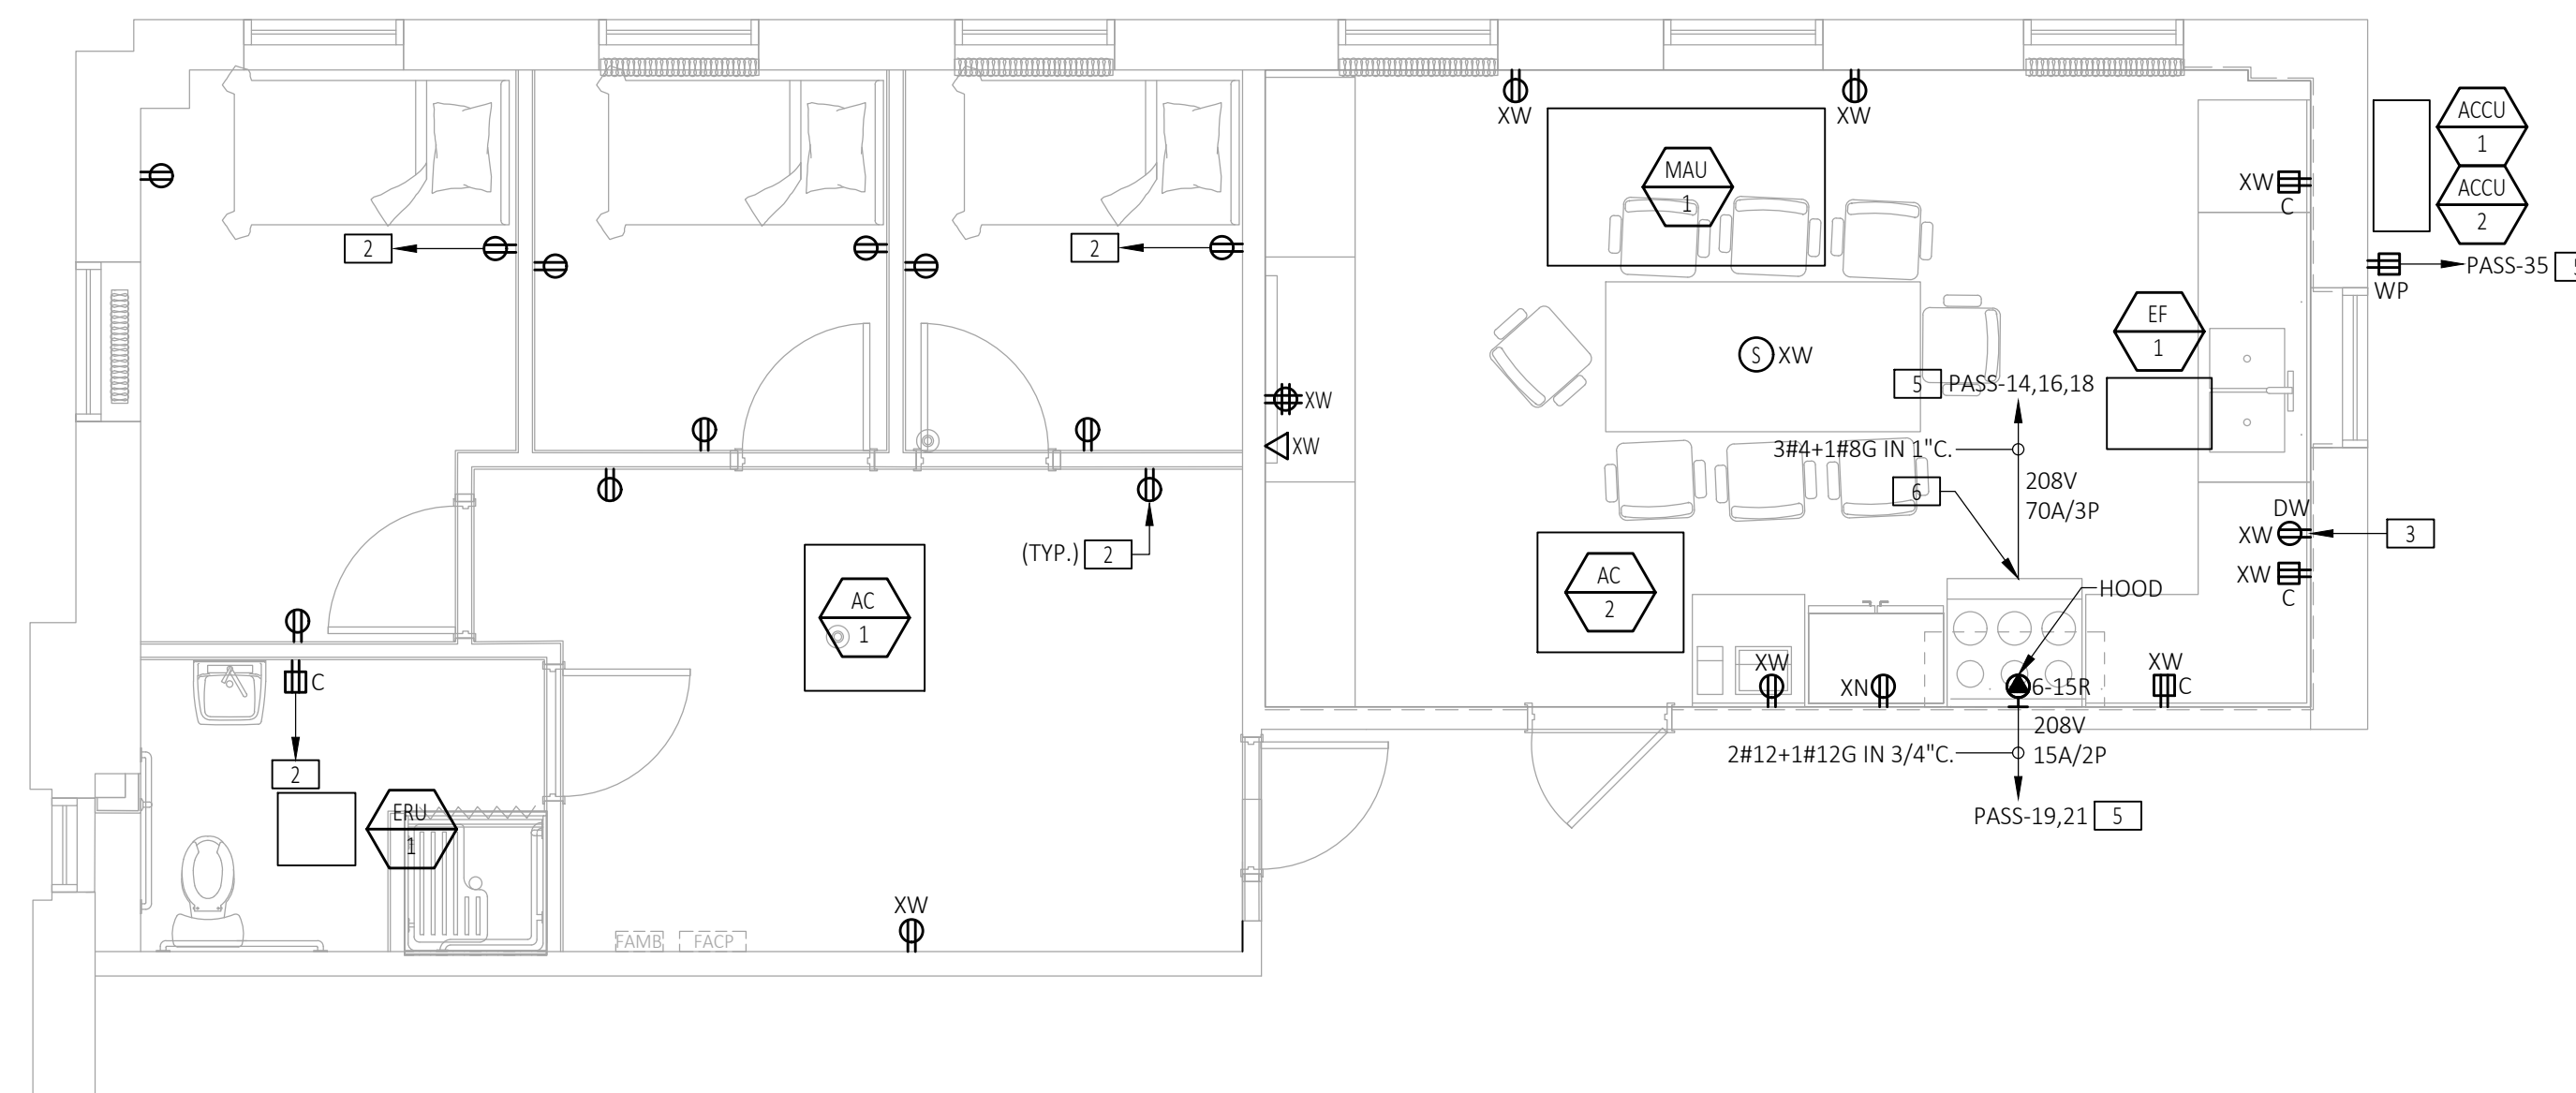 ACCU
1
XW
XW
MAU
1
XW
C
ACCU
2
2
2
PASS-35
WP
EF
1
S XW
5 PASS-14,16,18
XW
XW
3#4+1#8G IN 1"C.
208V
70A/3P
6
DW
XW
3
(TYP.) 2
XW
C
AC
1
AC
2
HOOD
XW
XN
6-15R
XW
C
C
208V
15A/2P
2#12+1#12G IN 3/4"C.
2
PASS-19,21 5
ERU
1
XW
FAMB
FACP